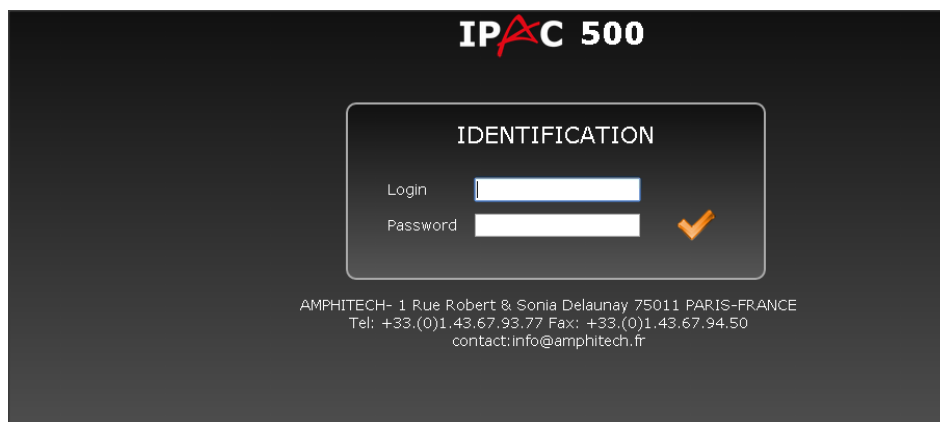 IPAC 500
IDENTIFICATION
Login
Password
AMPHITECH- 1 Rue Robert & Sonia Delaunay 75011 PARIS-FRANCE
Tel: +33.(0)1.43.67.93.77 Fax: +33.(0)1.43.67.94.50
contact:info@amphitech.fr